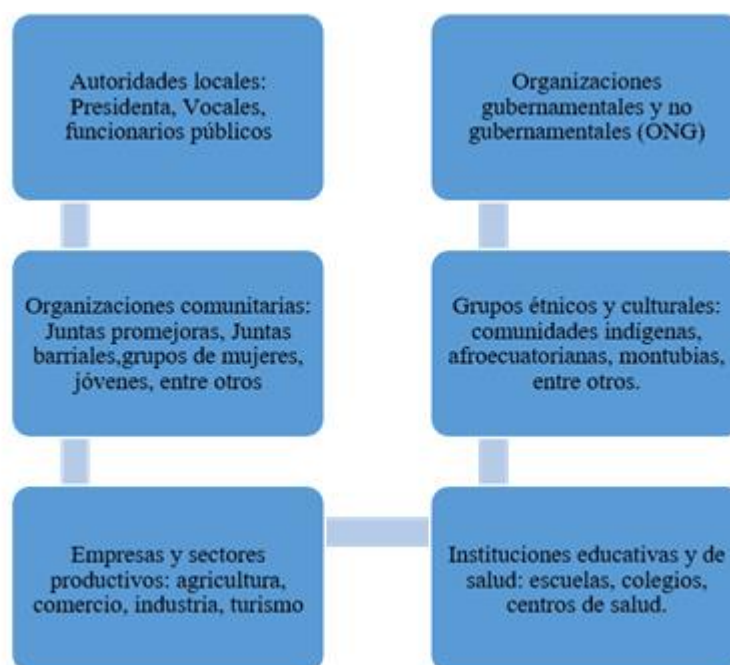 Autoridades locales:
Presidenta, Vocales,
funcionarios públicos
Organizaciones comunitarias:
Juntas promejoras, Juntas
barriales,grupos de mujeres,
jóvenes, entre otros
Empresas y sectores
productivos: agricultura,
comercio, industria, turismo
Instituciones educativas y de
salud: escuelas, colegios,
centros de salud.
Grupos étnicos y culturales:
comunidades indígenas,
afroecuatorianas, montubias,
entre otros.
Organizaciones
gubernamentales y no
gubernamentales (ONG)